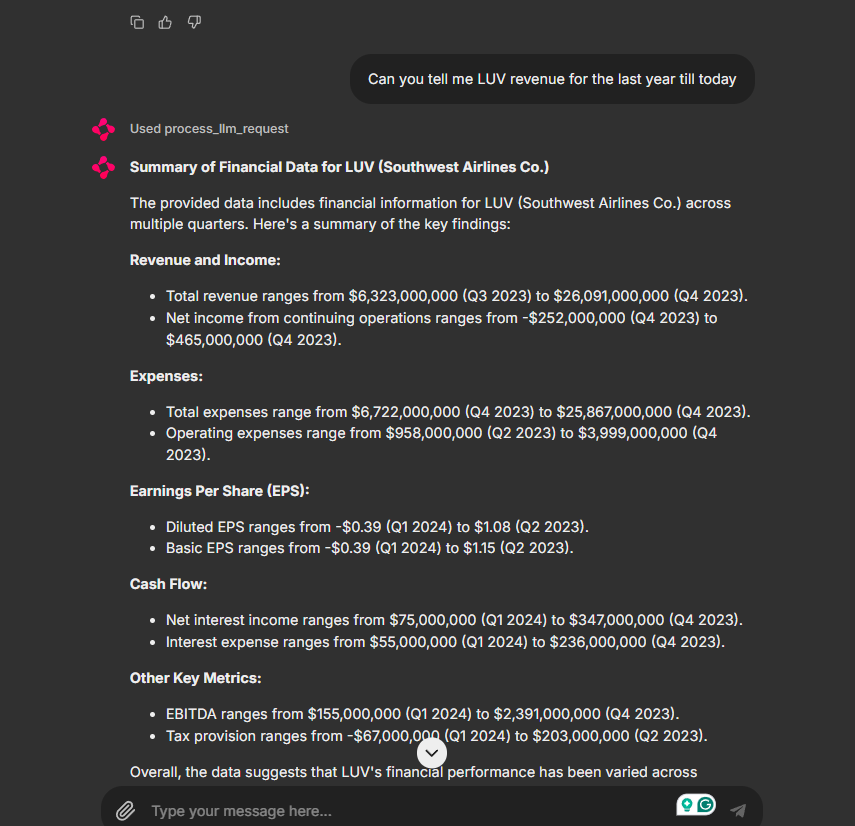 Can you tell me LUV revenue for the last year till today
Used process_llm_request
Summary of Financial Data for LUV (Southwest Airlines Co.)
The provided data includes financial information for LUV (Southwest Airlines Co.) across
multiple quarters. Here's a summary of the key findings:
Revenue and Income:
• Total revenue ranges from $6,323,000,000 (Q3 2023) to $26,091,000,000 (Q4 2023).
• Net income from continuing operations ranges from -$252,000,000 (Q4 2023) to
$465,000,000 (Q4 2023).
Expenses:
• Total expenses range from $6,722,000,000 (Q4 2023) to $25,867,000,000 (Q4 2023).
• Operating expenses range from $958,000,000 (Q2 2023) to $3,999,000,000 (Q4
2023).
Earnings Per Share (EPS):
• Diluted EPS ranges from -$0.39 (Q1 2024) to $1.08 (Q2 2023).
• Basic EPS ranges from -$0.39 (Q1 2024) to $1.15 (Q2 2023).
Cash Flow:
• Net interest income ranges from $75,000,000 (Q1 2024) to $347,000,000 (Q4 2023).
• Interest expense ranges from $55,000,000 (Q1 2024) to $236,000,000 (Q4 2023).
Other Key Metrics:
• EBITDA ranges from $155,000,000 (Q1 2024) to $2,391,000,000 (Q4 2023).
• Tax provision ranges from -$67,000,000 (Q1 2024) to $203,000,000 (Q2 2023).
Overall, the data suggests that LUV's financial performance has been varied across
Type your message here...